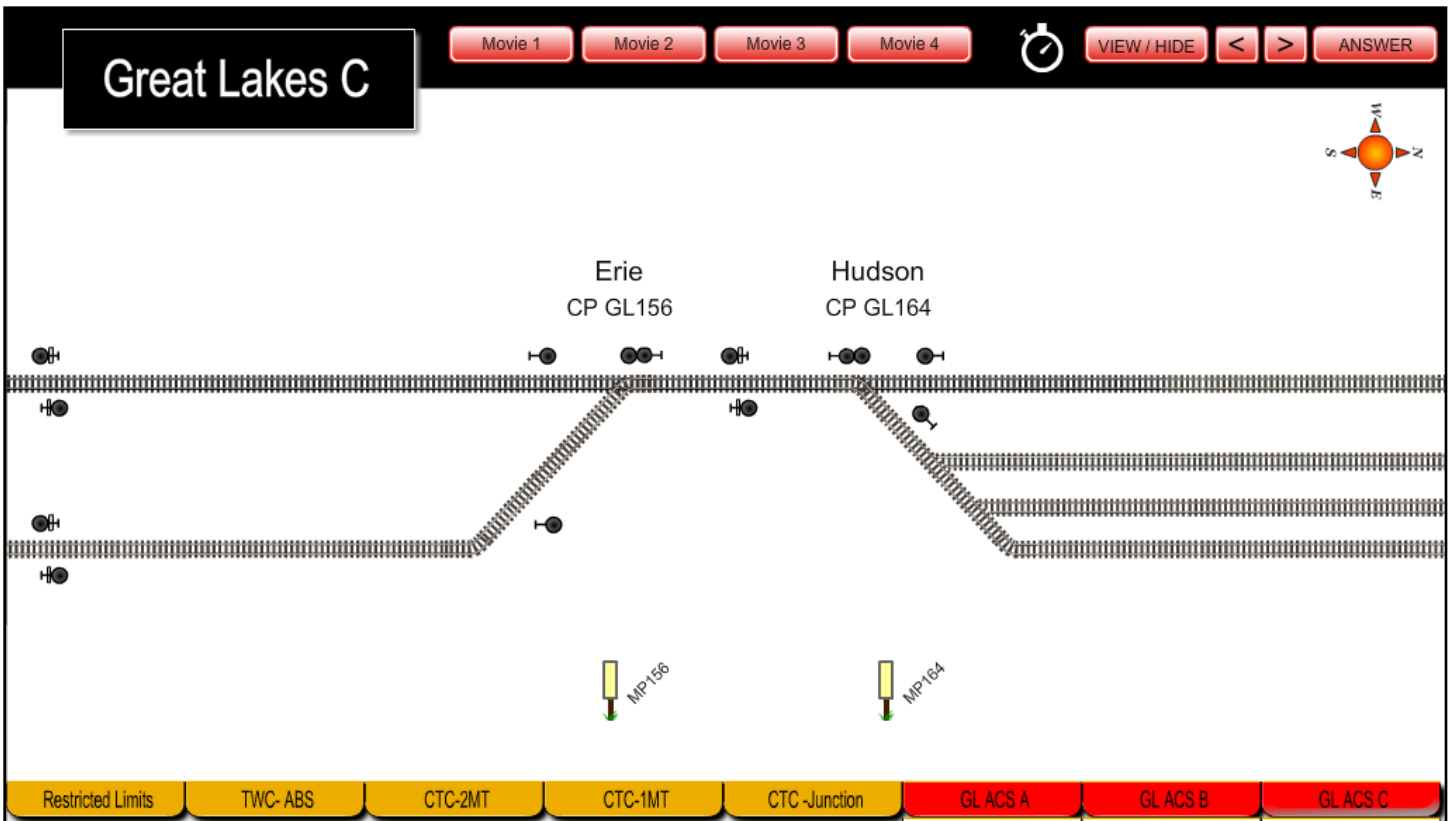 Movie 1
Movie 2
Movie 3
Movie 4
VIEW / HIDE
<
>
ANSWER
Great Lakes C
W
S
N
E
Erie
Hudson
CP GL156
CP GL164
MP156
MP164
Restricted Limits
TWC- ABS
CTC-2MT
CTC-1MT
CTC -Junction
GL ACS A
GL ACS B
GL ACS C